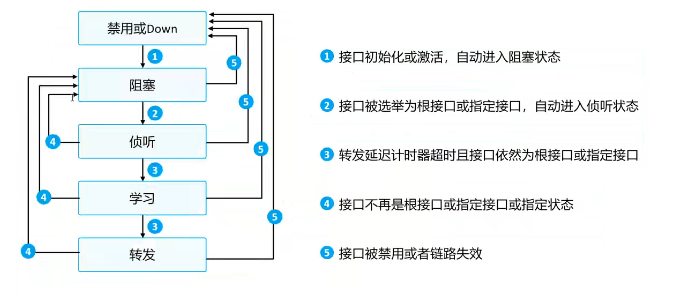 禁用或Down
1 接口初始化或激活，自动进入阻塞状态
1
5
阻塞
2 接口被选举为根接口或指定接口，自动进入侦听状态
2
5
侦听
4
5
3 转发延迟计时器超时且接口依然为根接口或指定接口
3
学习
4
4 接口不再是根接口或指定接口或指定状态
3
5
转发
4
5 接口被禁用或者链路失效